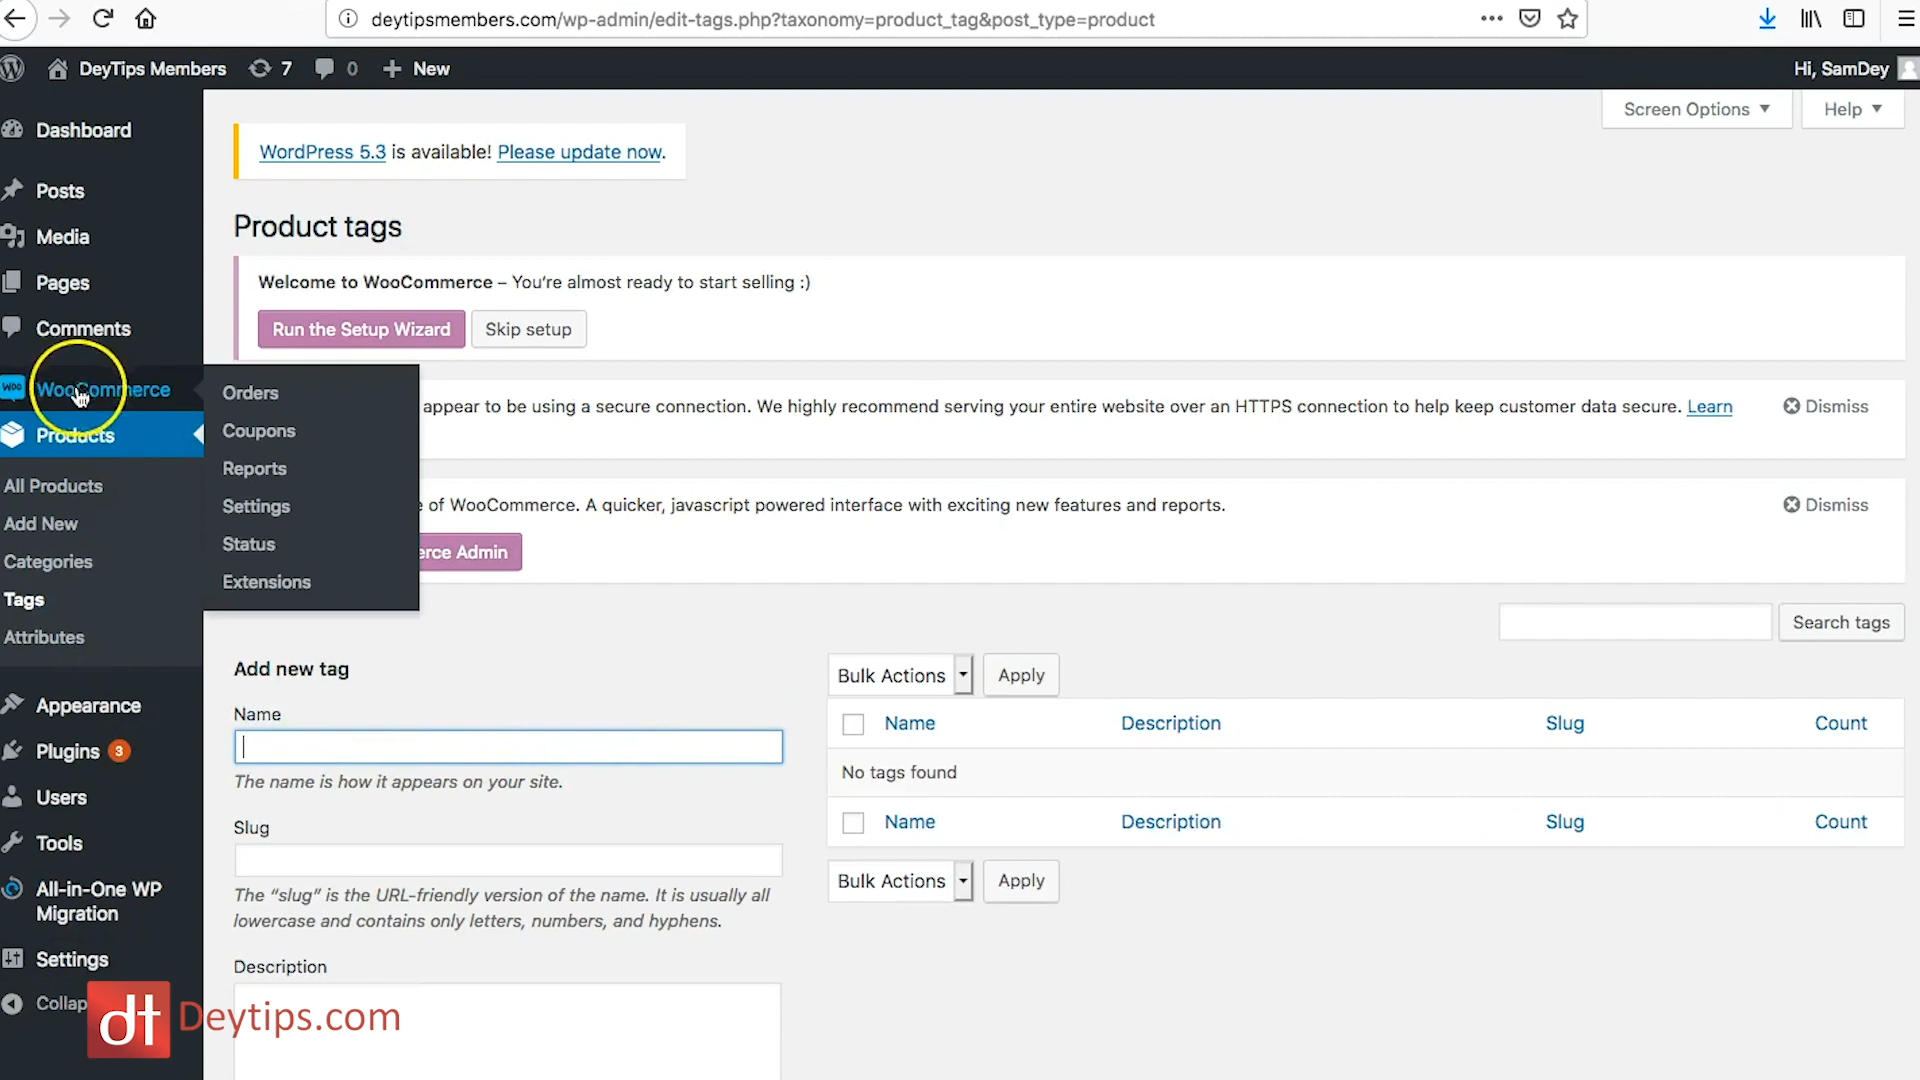 deytipsmembers.com/wp-admin/edit-tags.php?taxonomy=product_tag&post_type=product
DeyTips Members 7 0 + New
Hi, SamDey
Screen Options
Help
Dashboard
Posts
Media
Pages
Comments
WooCommerce
Products
All Products
Add New
Categories
Tags
Attributes
Appearance
Plugins 3
Users
Tools
All-in-One WP
Migration
Settings
Collap
Orders
Coupons
Reports
Settings
Status
Extensions
WordPress 5.3 is available! Please update now.
Product tags
Welcome to WooCommerce – You're almost ready to start selling :)
Run the Setup Wizard
Skip setup
appear to be using a secure connection. We highly recommend serving your entire website over an HTTPS connection to help keep customer data secure. Learn
Dismiss
of WooCommerce. A quicker, javascript powered interface with exciting new features and reports.
Dismiss
erce Admin
Search tags
Add new tag
Name
The name is how it appears on your site.
Slug
The “slug” is the URL-friendly version of the name. It is usually all
lowercase and contains only letters, numbers, and hyphens.
Description
Bulk Actions
Apply
Name Description Slug Count
No tags found
Name Description Slug Count
Bulk Actions
Apply
dt Deytips.com